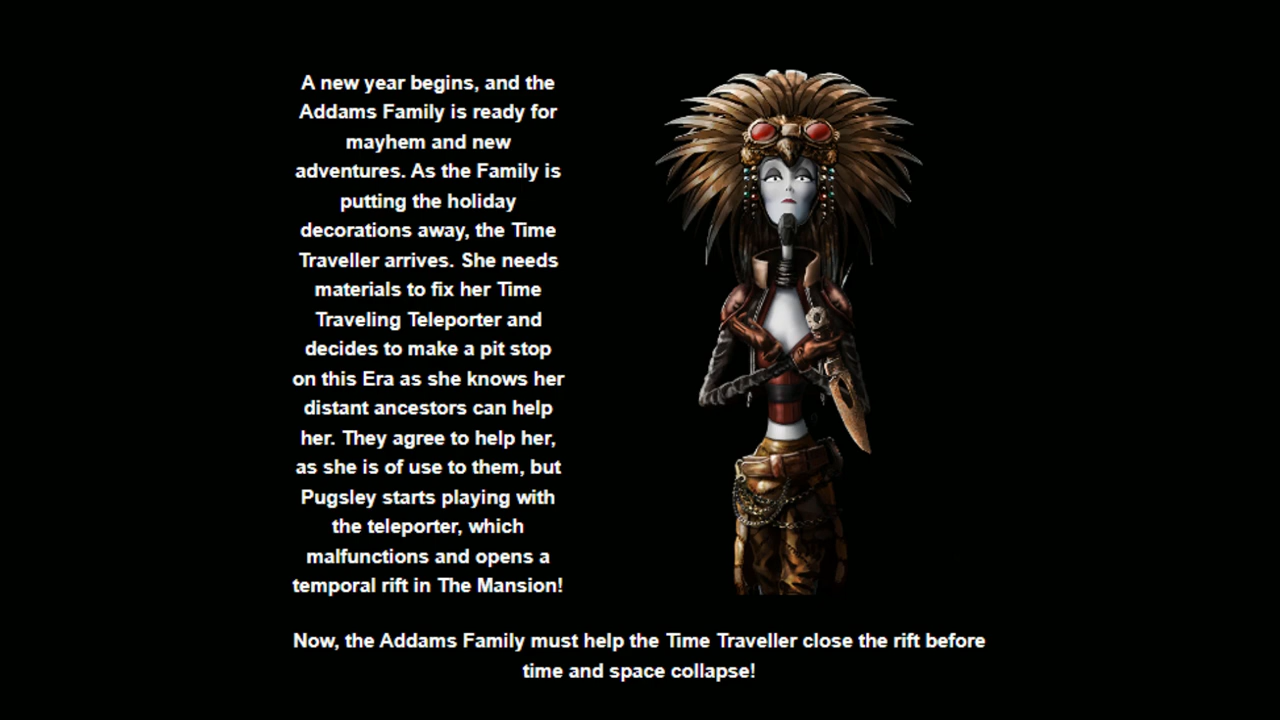 A new year begins, and the
Addams Family is ready for
mayhem and new
adventures. As the Family is
putting the holiday
decorations away, the Time
Traveller arrives. She needs
materials to fix her Time
Traveling Teleporter and
decides to make a pit stop
on this Era as she knows her
distant ancestors can help
her. They agree to help her,
as she is of use to them, but
Pugsley starts playing with
the teleporter, which
malfunctions and opens a
temporal rift in The Mansion!
Now, the Addams Family must help the Time Traveller close the rift before
time and space collapse!